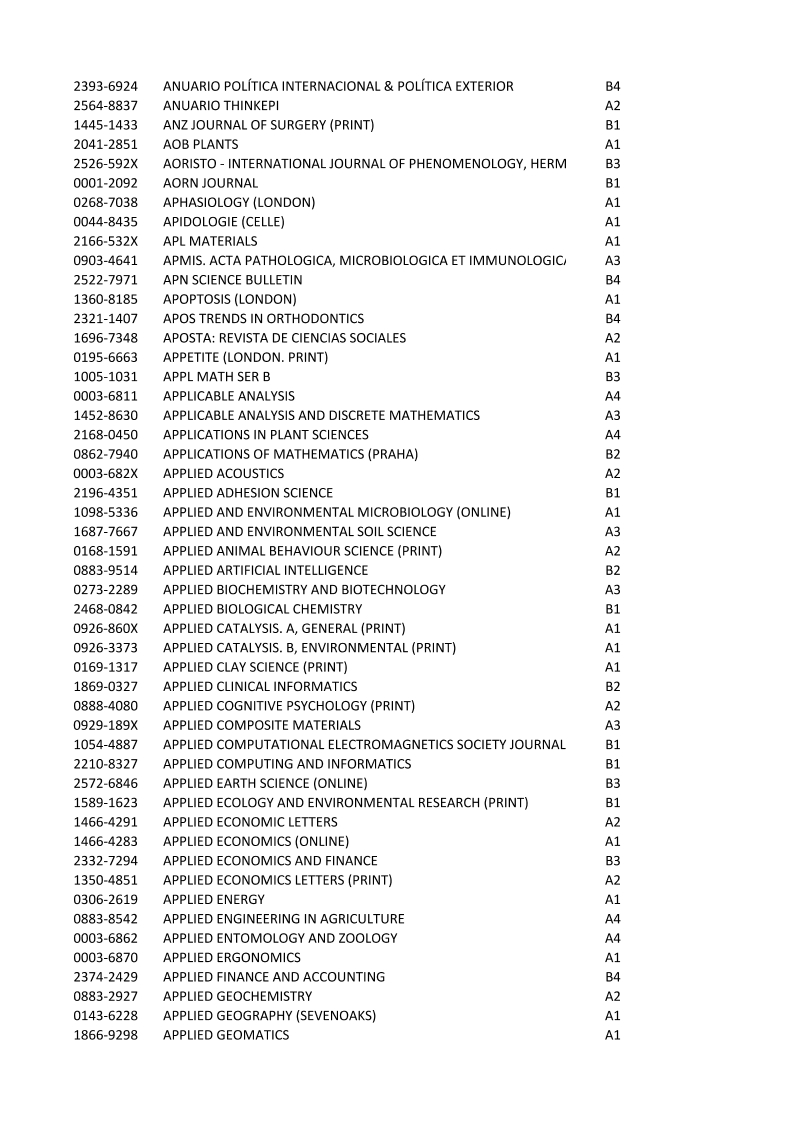 2393-6924 ANUARIO POLÍTICA INTERNACIONAL & POLÍTICA EXTERIOR B4
2564-8837 ANUARIO THINKEPI A2
1445-1433 ANZ JOURNAL OF SURGERY (PRINT) B1
2041-2851 AOB PLANTS A1
2526-592X AORISTO - INTERNATIONAL JOURNAL OF PHENOMENOLOGY, HERM B3
0001-2092 AORN JOURNAL B1
0268-7038 APHASIOLOGY (LONDON) A1
0044-8435 APIDOLOGIE (CELLE) A1
2166-532X APL MATERIALS A1
0903-4641 APMIS. ACTA PATHOLOGICA, MICROBIOLOGICA ET IMMUNOLOGICA A3
2522-7971 APN SCIENCE BULLETIN B4
1360-8185 APOPTOSIS (LONDON) A1
2321-1407 APOS TRENDS IN ORTHODONTICS B4
1696-7348 APOSTA: REVISTA DE CIENCIAS SOCIALES A2
0195-6663 APPETITE (LONDON. PRINT) A1
1005-1031 APPL MATH SER B B3
0003-6811 APPLICABLE ANALYSIS A4
1452-8630 APPLICABLE ANALYSIS AND DISCRETE MATHEMATICS A3
2168-0450 APPLICATIONS IN PLANT SCIENCES A4
0862-7940 APPLICATIONS OF MATHEMATICS (PRAHA) B2
0003-682X APPLIED ACOUSTICS A2
2196-4351 APPLIED ADHESION SCIENCE B1
1098-5336 APPLIED AND ENVIRONMENTAL MICROBIOLOGY (ONLINE) A1
1687-7667 APPLIED AND ENVIRONMENTAL SOIL SCIENCE A3
0168-1591 APPLIED ANIMAL BEHAVIOUR SCIENCE (PRINT) A2
0883-9514 APPLIED ARTIFICIAL INTELLIGENCE B2
0273-2289 APPLIED BIOCHEMISTRY AND BIOTECHNOLOGY A3
2468-0842 APPLIED BIOLOGICAL CHEMISTRY B1
0926-860X APPLIED CATALYSIS. A, GENERAL (PRINT) A1
0926-3373 APPLIED CATALYSIS. B, ENVIRONMENTAL (PRINT) A1
0169-1317 APPLIED CLAY SCIENCE (PRINT) A1
1869-0327 APPLIED CLINICAL INFORMATICS B2
0888-4080 APPLIED COGNITIVE PSYCHOLOGY (PRINT) A2
0929-189X APPLIED COMPOSITE MATERIALS A3
1054-4887 APPLIED COMPUTATIONAL ELECTROMAGNETICS SOCIETY JOURNAL B1
2210-8327 APPLIED COMPUTING AND INFORMATICS B1
2572-6846 APPLIED EARTH SCIENCE (ONLINE) B3
1589-1623 APPLIED ECOLOGY AND ENVIRONMENTAL RESEARCH (PRINT) B1
1466-4291 APPLIED ECONOMIC LETTERS A2
1466-4283 APPLIED ECONOMICS (ONLINE) A1
2332-7294 APPLIED ECONOMICS AND FINANCE B3
1350-4851 APPLIED ECONOMICS LETTERS (PRINT) A2
0306-2619 APPLIED ENERGY A1
0883-8542 APPLIED ENGINEERING IN AGRICULTURE A4
0003-6862 APPLIED ENTOMOLOGY AND ZOOLOGY A4
0003-6870 APPLIED ERGONOMICS A1
2374-2429 APPLIED FINANCE AND ACCOUNTING B4
0883-2927 APPLIED GEOCHEMISTRY A2
0143-6228 APPLIED GEOGRAPHY (SEVENOAKS) A1
1866-9298 APPLIED GEOMATICS A1